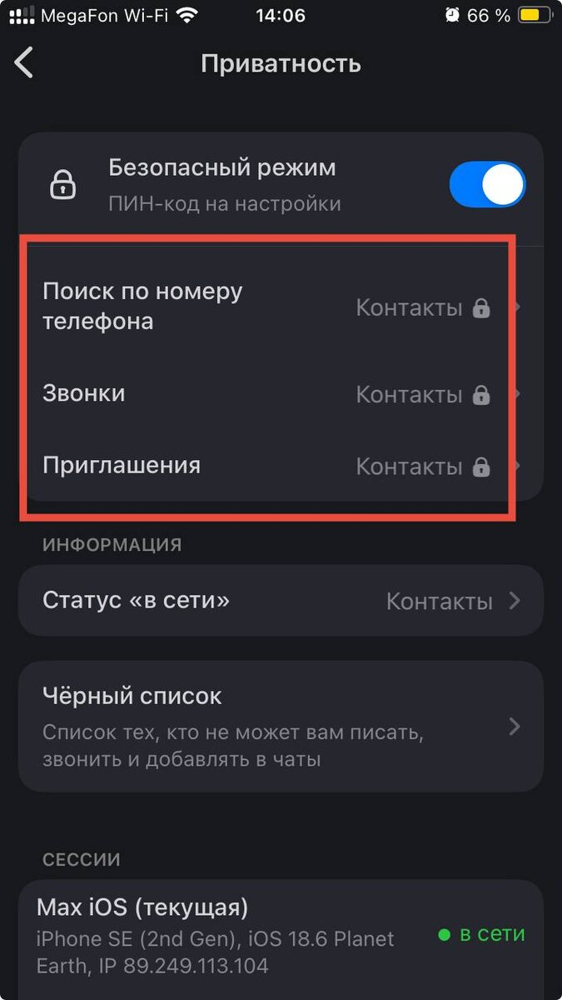 MegaFon Wi-Fi 14:06 66 %
Приватность
Безопасный режим
ПИН-код на настройки
Поиск по номеру
телефона
Контакты
Звонки Контакты
Приглашения Контакты
ИНФОРМАЦИЯ
Статус «в сети» Контакты
Чёрный список
Список тех, кто не может вам писать,
звонить и добавлять в чаты
СЕССИИ
Max iOS (текущая)
iPhone SE (2nd Gen), iOS 18.6 Planet
Earth, IP 89.249.113.104
в сети